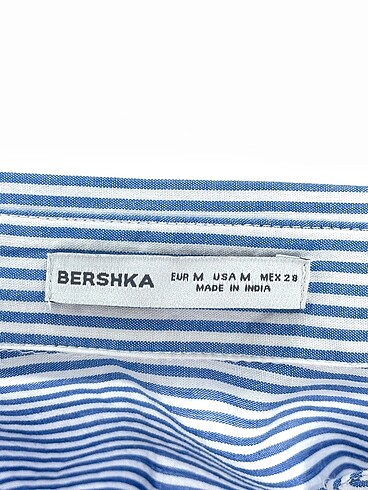 BERSHKA
EUR M USA M MEX 28
MADE IN INDIA